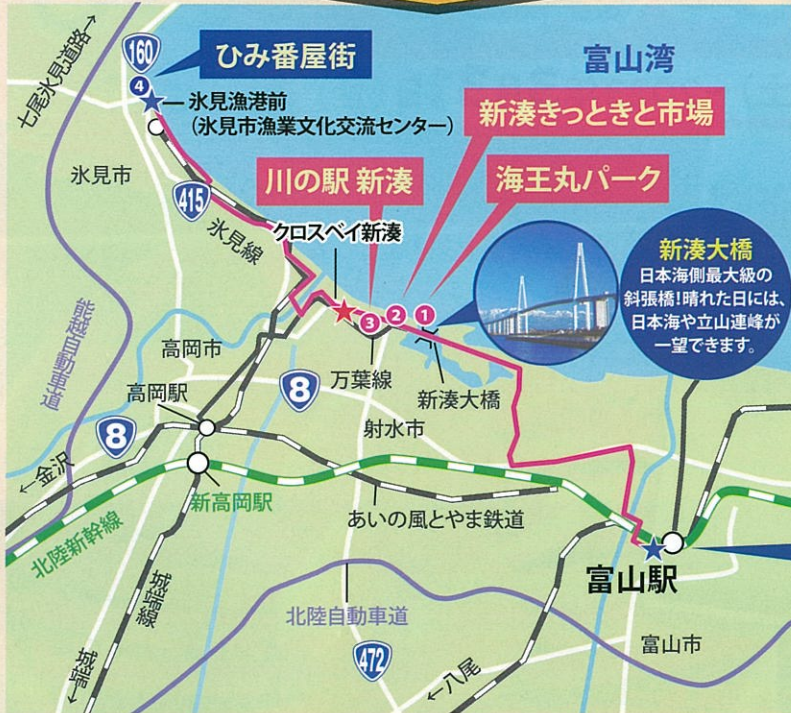 七尾氷見道路→
160
ひみ番屋街
富山湾
4
氷見漁港前
(氷見市漁業文化交流センター)
新湊きっときと市場
氷見市
川の駅 新湊
海王丸パーク
415
氷見線
クロスベイ新湊
新湊大橋
日本海側最大級の
斜張橋!晴れた日には、
日本海や立山連峰が
一望できます。
3
2
1
能越自動車道
高岡市
万葉線
新湊大橋
高岡駅
8
射水市
8
←金沢
新高岡駅
あいの風とやま鉄道
北陸新幹線
富山駅
城端線
北陸自動車道
富山市
472
城端→
←八尾